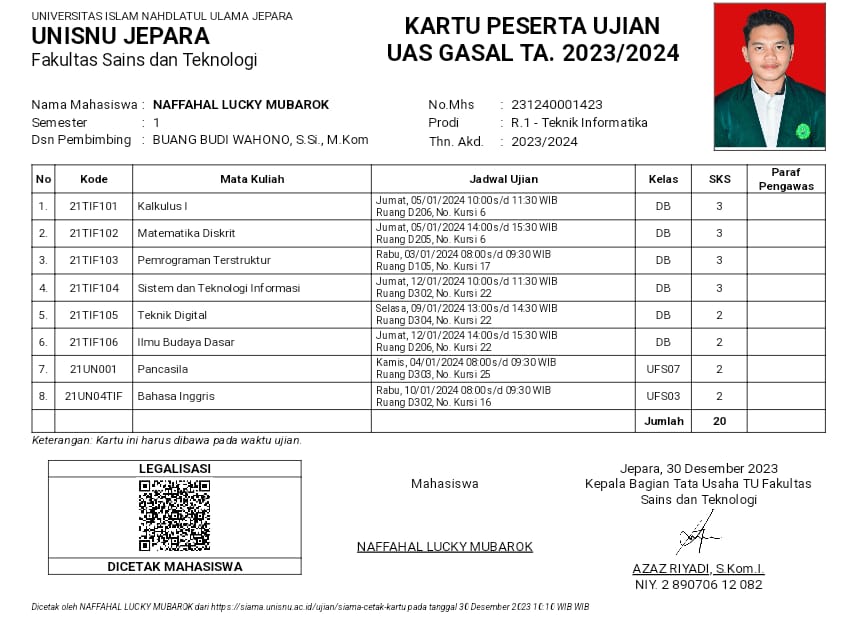 UNIVERSITAS ISLAM NAHDLATUL ULAMA JEPARA
UNISNU JEPARA
Fakultas Sains dan Teknologi
KARTU PESERTA UJIAN
UAS GASAL TA. 2023/2024
Nama Mahasiswa : NAFFAHAL LUCKY MUBAROK
Semester : 1
Dsn Pembimbing : BUANG BUDI WAHONO, S.Si., M.Kom
No.Mhs : 231240001423
Prodi : R.1 - Teknik Informatika
Thn. Akd. : 2023/2024
No Kode Mata Kuliah Jadwal Ujian Kelas SKS Paraf Pengawas
1. 21TIF101 Kalkulus I Jumat, 05/01/2024 10:00 s/d 11:30 WIB DB 3
Ruang D206, No. Kursi 6
2. 21TIF102 Matematika Diskrit Jumat, 05/01/2024 14:00 s/d 15:30 WIB DB 3
Ruang D205, No. Kursi 6
3. 21TIF103 Pemrograman Terstruktur Rabu, 03/01/2024 08:00 s/d 09:30 WIB DB 3
Ruang D105, No. Kursi 17
4. 21TIF104 Sistem dan Teknologi Informasi Jumat, 12/01/2024 10:00 s/d 11:30 WIB DB 3
Ruang D302, No. Kursi 22
5. 21TIF105 Teknik Digital Selasa, 09/01/2024 13:00 s/d 14:30 WIB DB 2
Ruang D304, No. Kursi 22
6. 21TIF106 Ilmu Budaya Dasar Jumat, 12/01/2024 14:00 s/d 15:30 WIB DB 2
Ruang D206, No. Kursi 22
7. 21UN001 Pancasila Kamis, 04/01/2024 08:00 s/d 09:30 WIB UFS07 2
Ruang D303, No. Kursi 25
8. 21UN04TIF Bahasa Inggris Rabu, 10/01/2024 08:00 s/d 09:30 WIB UFS03 2
Ruang D302, No. Kursi 16
Jumlah 20
Keterangan: Kartu ini harus dibawa pada waktu ujian.
LEGALISASI
DICETAK MAHASISWA
Mahasiswa
NAFFAHAL LUCKY MUBAROK
Jepara, 30 Desember 2023
Kepala Bagian Tata Usaha TU Fakultas
Sains dan Teknologi
AZAZ RIYADI, S.Kom.I.
NIY. 2 890706 12 082
Dicetak oleh NAFFAHAL LUCKY MUBAROK dari https://siama.unisnu.ac.id/ujian/siama-cetak-kartu pada tanggal 30 Desember 2023 10:10 WIB WIB